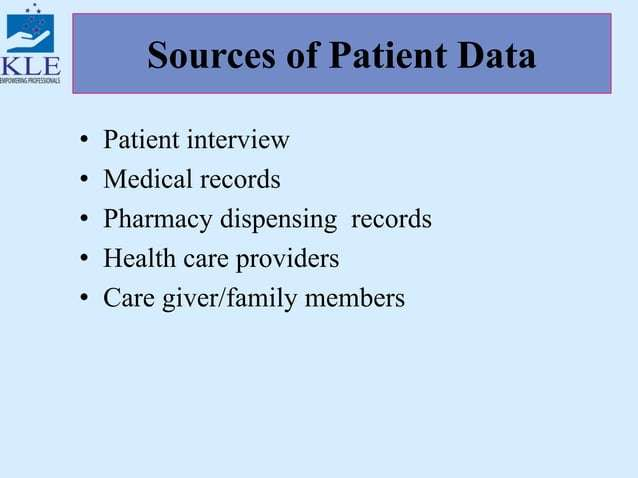 KLE
EMPOWERING PROFESSIONALS
Sources of Patient Data
• Patient interview
• Medical records
• Pharmacy dispensing  records
• Health care providers
• Care giver/family members